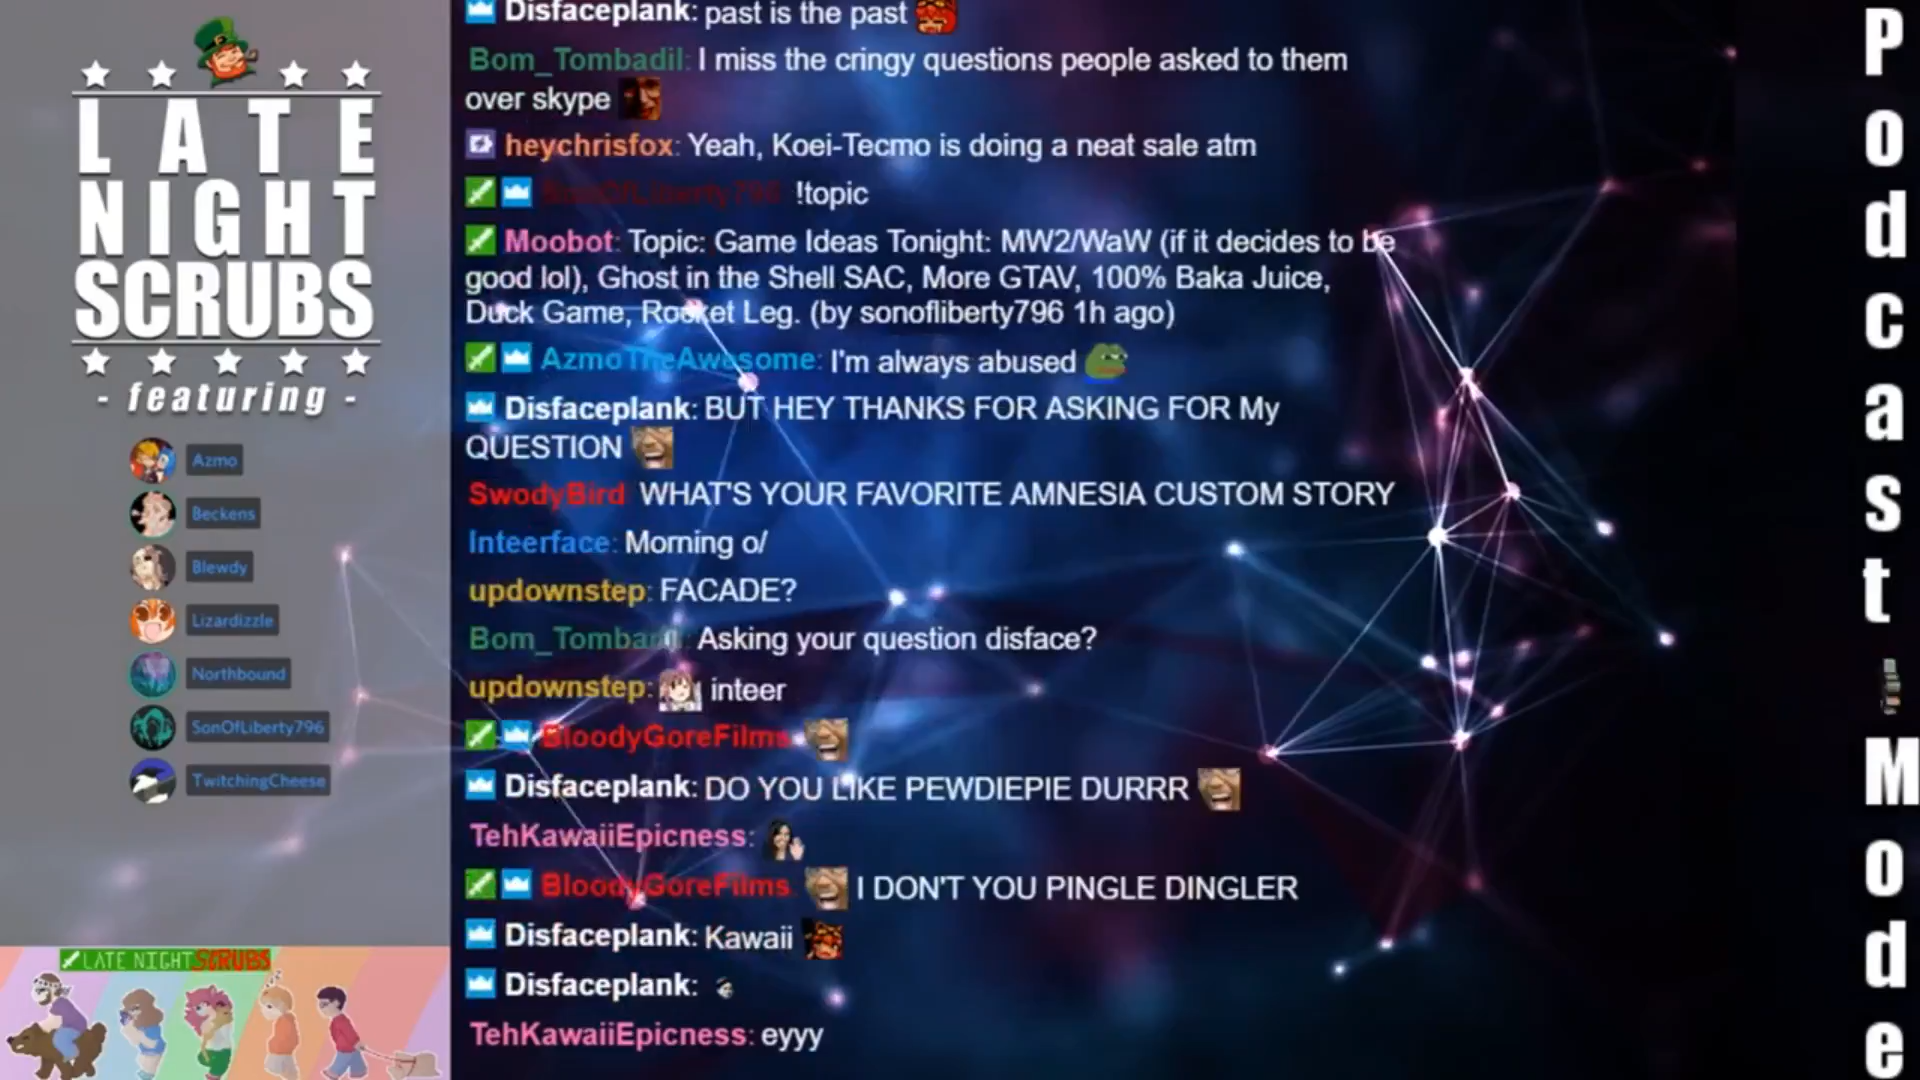 LATE
NIGHT
SCRUBS
- featuring -
Azmo
Beckens
Blewdy
Lizardizzle
Northbound
SonOfLiberty796
TwitchingCheese
LATE NIGHT SCRUBS
Disfaceplank: past is the past
Bom_Tombadil: I miss the cringy questions people asked to them
over skype
heychrisfox: Yeah, Koei-Tecmo is doing a neat sale atm
SonOfLiberty796 !topic
Moobot: Topic: Game Ideas Tonight: MW2/WaW (if it decides to be
good lol), Ghost in the Shell SAC, More GTAV, 100% Baka Juice,
Duck Game, Rocket Leg. (by sonofliberty796 1h ago)
AzmoTheAwesome: I'm always abused
Disfaceplank: BUT HEY THANKS FOR ASKING FOR My
QUESTION
SwodyBird WHAT'S YOUR FAVORITE AMNESIA CUSTOM STORY
Inteerface: Morning o/
updownstep: FACADE?
Bom_Tombadil: Asking your question disface?
updownstep: inteer
BloodyGoreFilms
Disfaceplank: DO YOU LIKE PEWDIEPIE DURRR
TehKawaiiEpicness:
BloodyGoreFilms I DON'T YOU PINGLE DINGLER
Disfaceplank: Kawaii
Disfaceplank:
TehKawaiiEpicness: eyyy
Podcast Mode